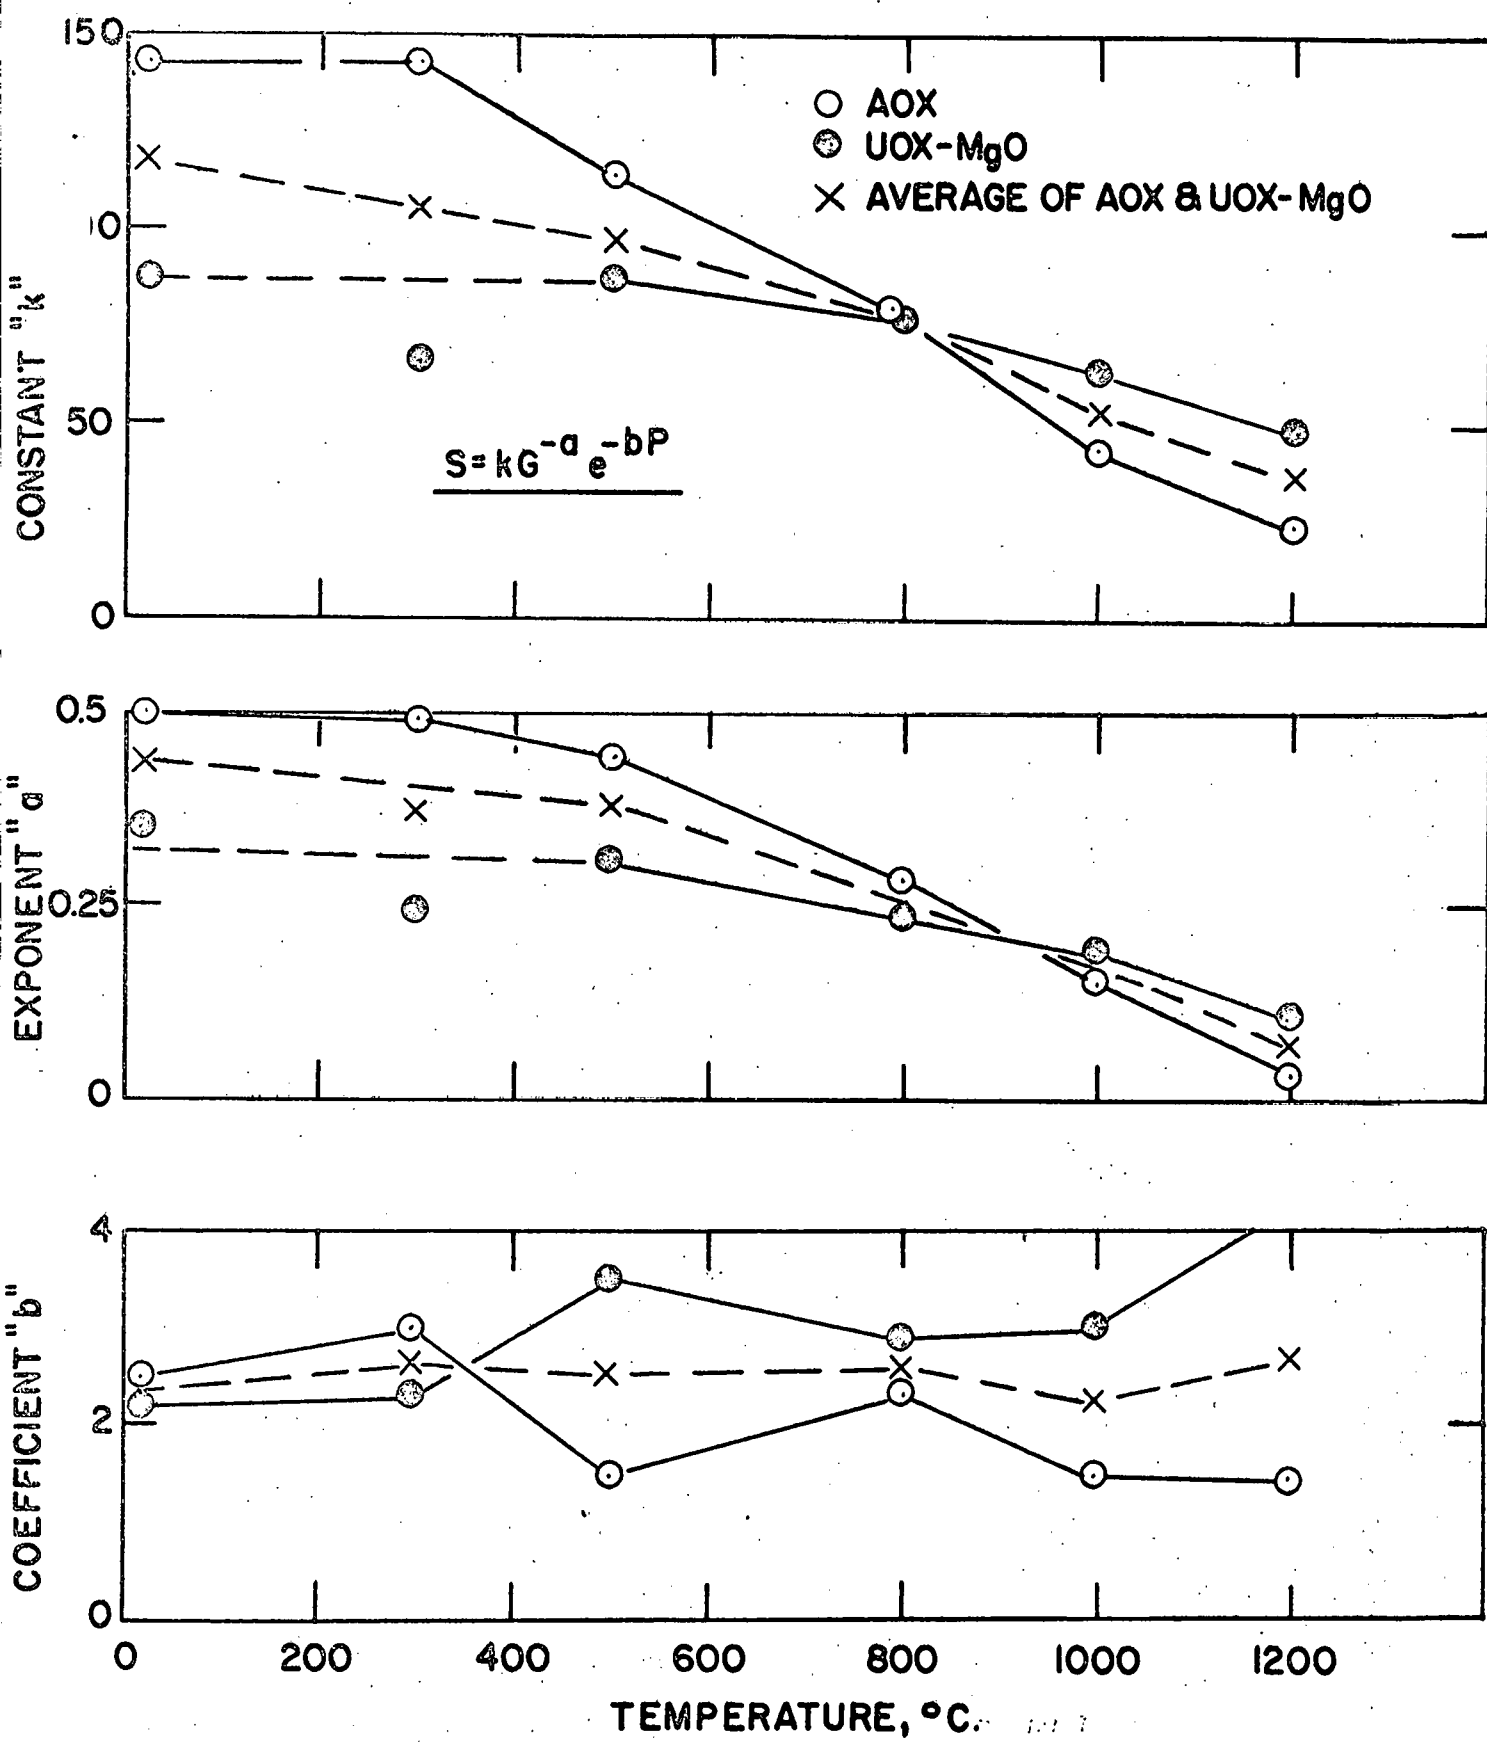 150
AOX
UOX-MgO
AVERAGE OF AOX & UOX-MgO
10
CONSTANT "k"
50
S=kG^-a e^-bP
0
0.5
EXPONENT "a"
0.25
0
4
COEFFICIENT "b"
2
0
0 200 400 600 800 1000 1200
TEMPERATURE, °C.